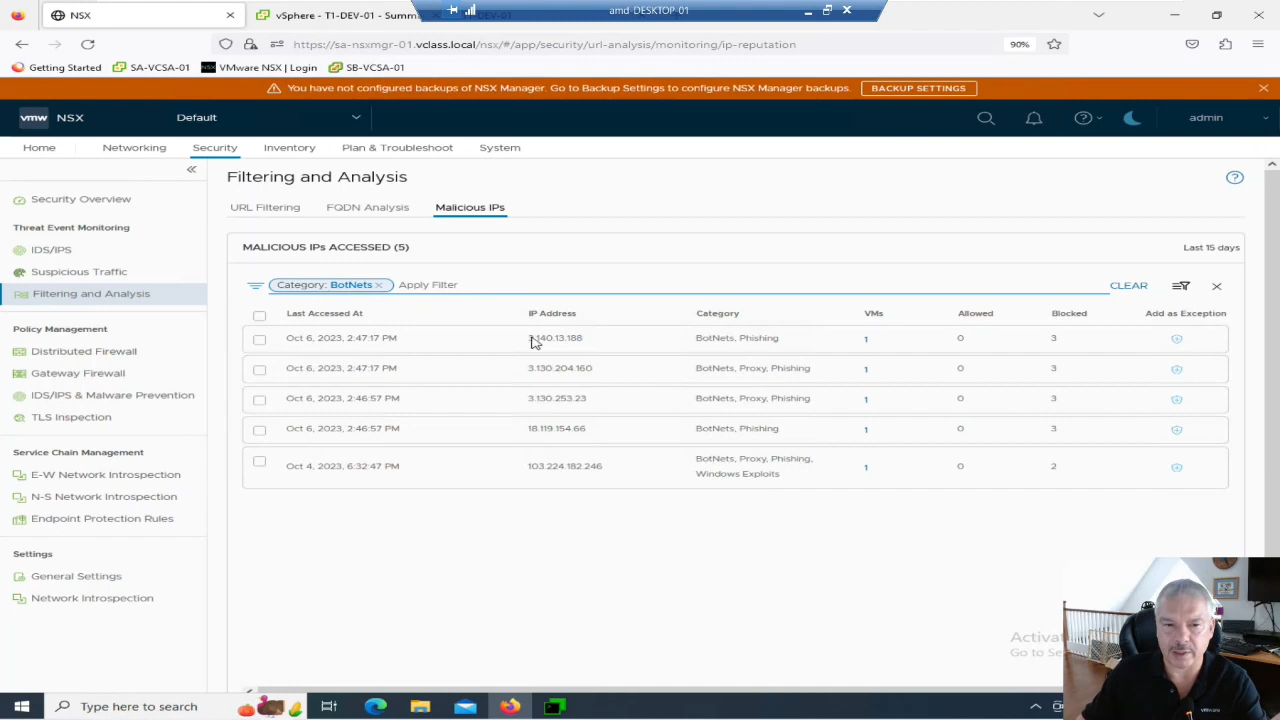 NSX
vSphere - T1-DEV-01 - Summa
amd-DESKTOP-01
https://sa-nsxmgr-01.vclass.local/nsx/#/app/security/url-analysis/monitoring/ip-reputation
90%
Getting Started
SA-VCSA-01
VMware NSX | Login
SB-VCSA-01
You have not configured backups of NSX Manager. Go to Backup Settings to configure NSX Manager backups.
BACKUP SETTINGS
vmw NSX
Default
admin
Home
Networking
Security
Inventory
Plan & Troubleshoot
System
Security Overview
Threat Event Monitoring
IDS/IPS
Suspicious Traffic
Filtering and Analysis
Policy Management
Distributed Firewall
Gateway Firewall
IDS/IPS & Malware Prevention
TLS Inspection
Service Chain Management
E-W Network Introspection
N-S Network Introspection
Endpoint Protection Rules
Settings
General Settings
Network Introspection
Filtering and Analysis
URL Filtering
FQDN Analysis
Malicious IPs
MALICIOUS IPs ACCESSED (5)
Last 15 days
Category: BotNets
Apply Filter
CLEAR
Last Accessed At IP Address Category VMs Allowed Blocked Add as Exception
Oct 6, 2023, 2:47:17 PM 3.140.13.188 BotNets, Phishing 1 0 3
Oct 6, 2023, 2:47:17 PM 3.130.204.160 BotNets, Proxy, Phishing 1 0 3
Oct 6, 2023, 2:46:57 PM 3.130.253.23 BotNets, Proxy, Phishing 1 0 3
Oct 6, 2023, 2:46:57 PM 18.119.154.66 BotNets, Phishing 1 0 3
Oct 4, 2023, 6:32:47 PM 103.224.182.246 BotNets, Proxy, Phishing, 1 0 2
Windows Exploits
Activa
Go to Se
vmware
Type here to search